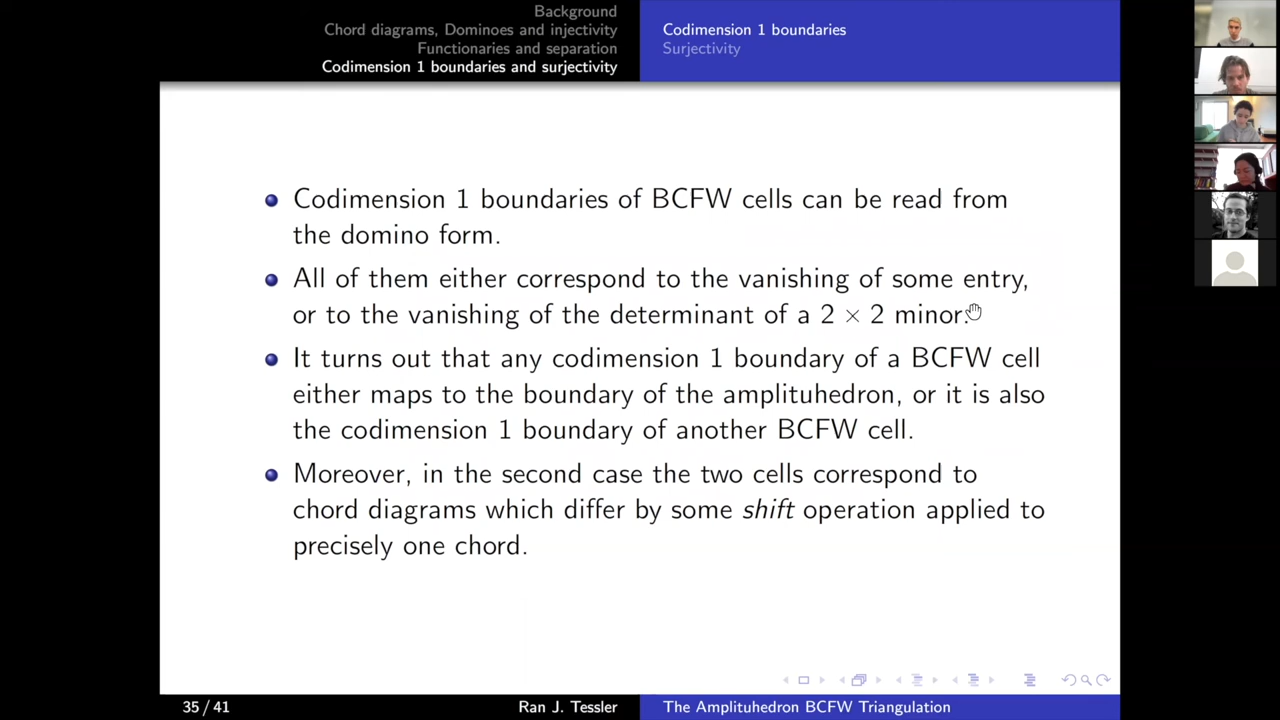 Background
Chord diagrams, Dominoes and injectivity
Functionaries and separation
Codimension 1 boundaries and surjectivity
Codimension 1 boundaries
Surjectivity
Codimension 1 boundaries of BCFW cells can be read from
the domino form.
All of them either correspond to the vanishing of some entry,
or to the vanishing of the determinant of a 2 × 2 minor.
It turns out that any codimension 1 boundary of a BCFW cell
either maps to the boundary of the amplituhedron, or it is also
the codimension 1 boundary of another BCFW cell.
Moreover, in the second case the two cells correspond to
chord diagrams which differ by some shift operation applied to
precisely one chord.
35 / 41
Ran J. Tessler
The Amplituhedron BCFW Triangulation